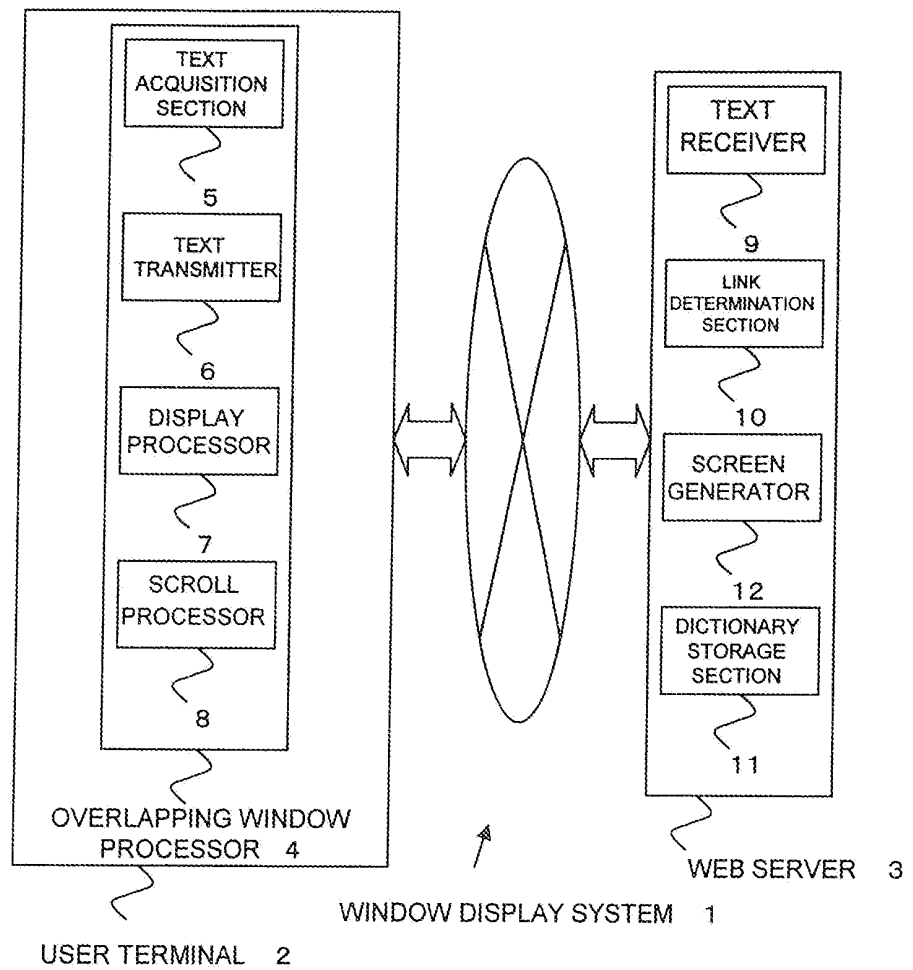 TEXT
ACQUISITION
SECTION
5
TEXT
TRANSMITTER
6
DISPLAY
PROCESSOR
7
SCROLL
PROCESSOR
8
OVERLAPPING WINDOW
PROCESSOR 4
USER TERMINAL 2
TEXT
RECEIVER
9
LINK
DETERMINATION
SECTION
10
SCREEN
GENERATOR
12
DICTIONARY
STORAGE
SECTION
11
WEB SERVER 3
WINDOW DISPLAY SYSTEM 1